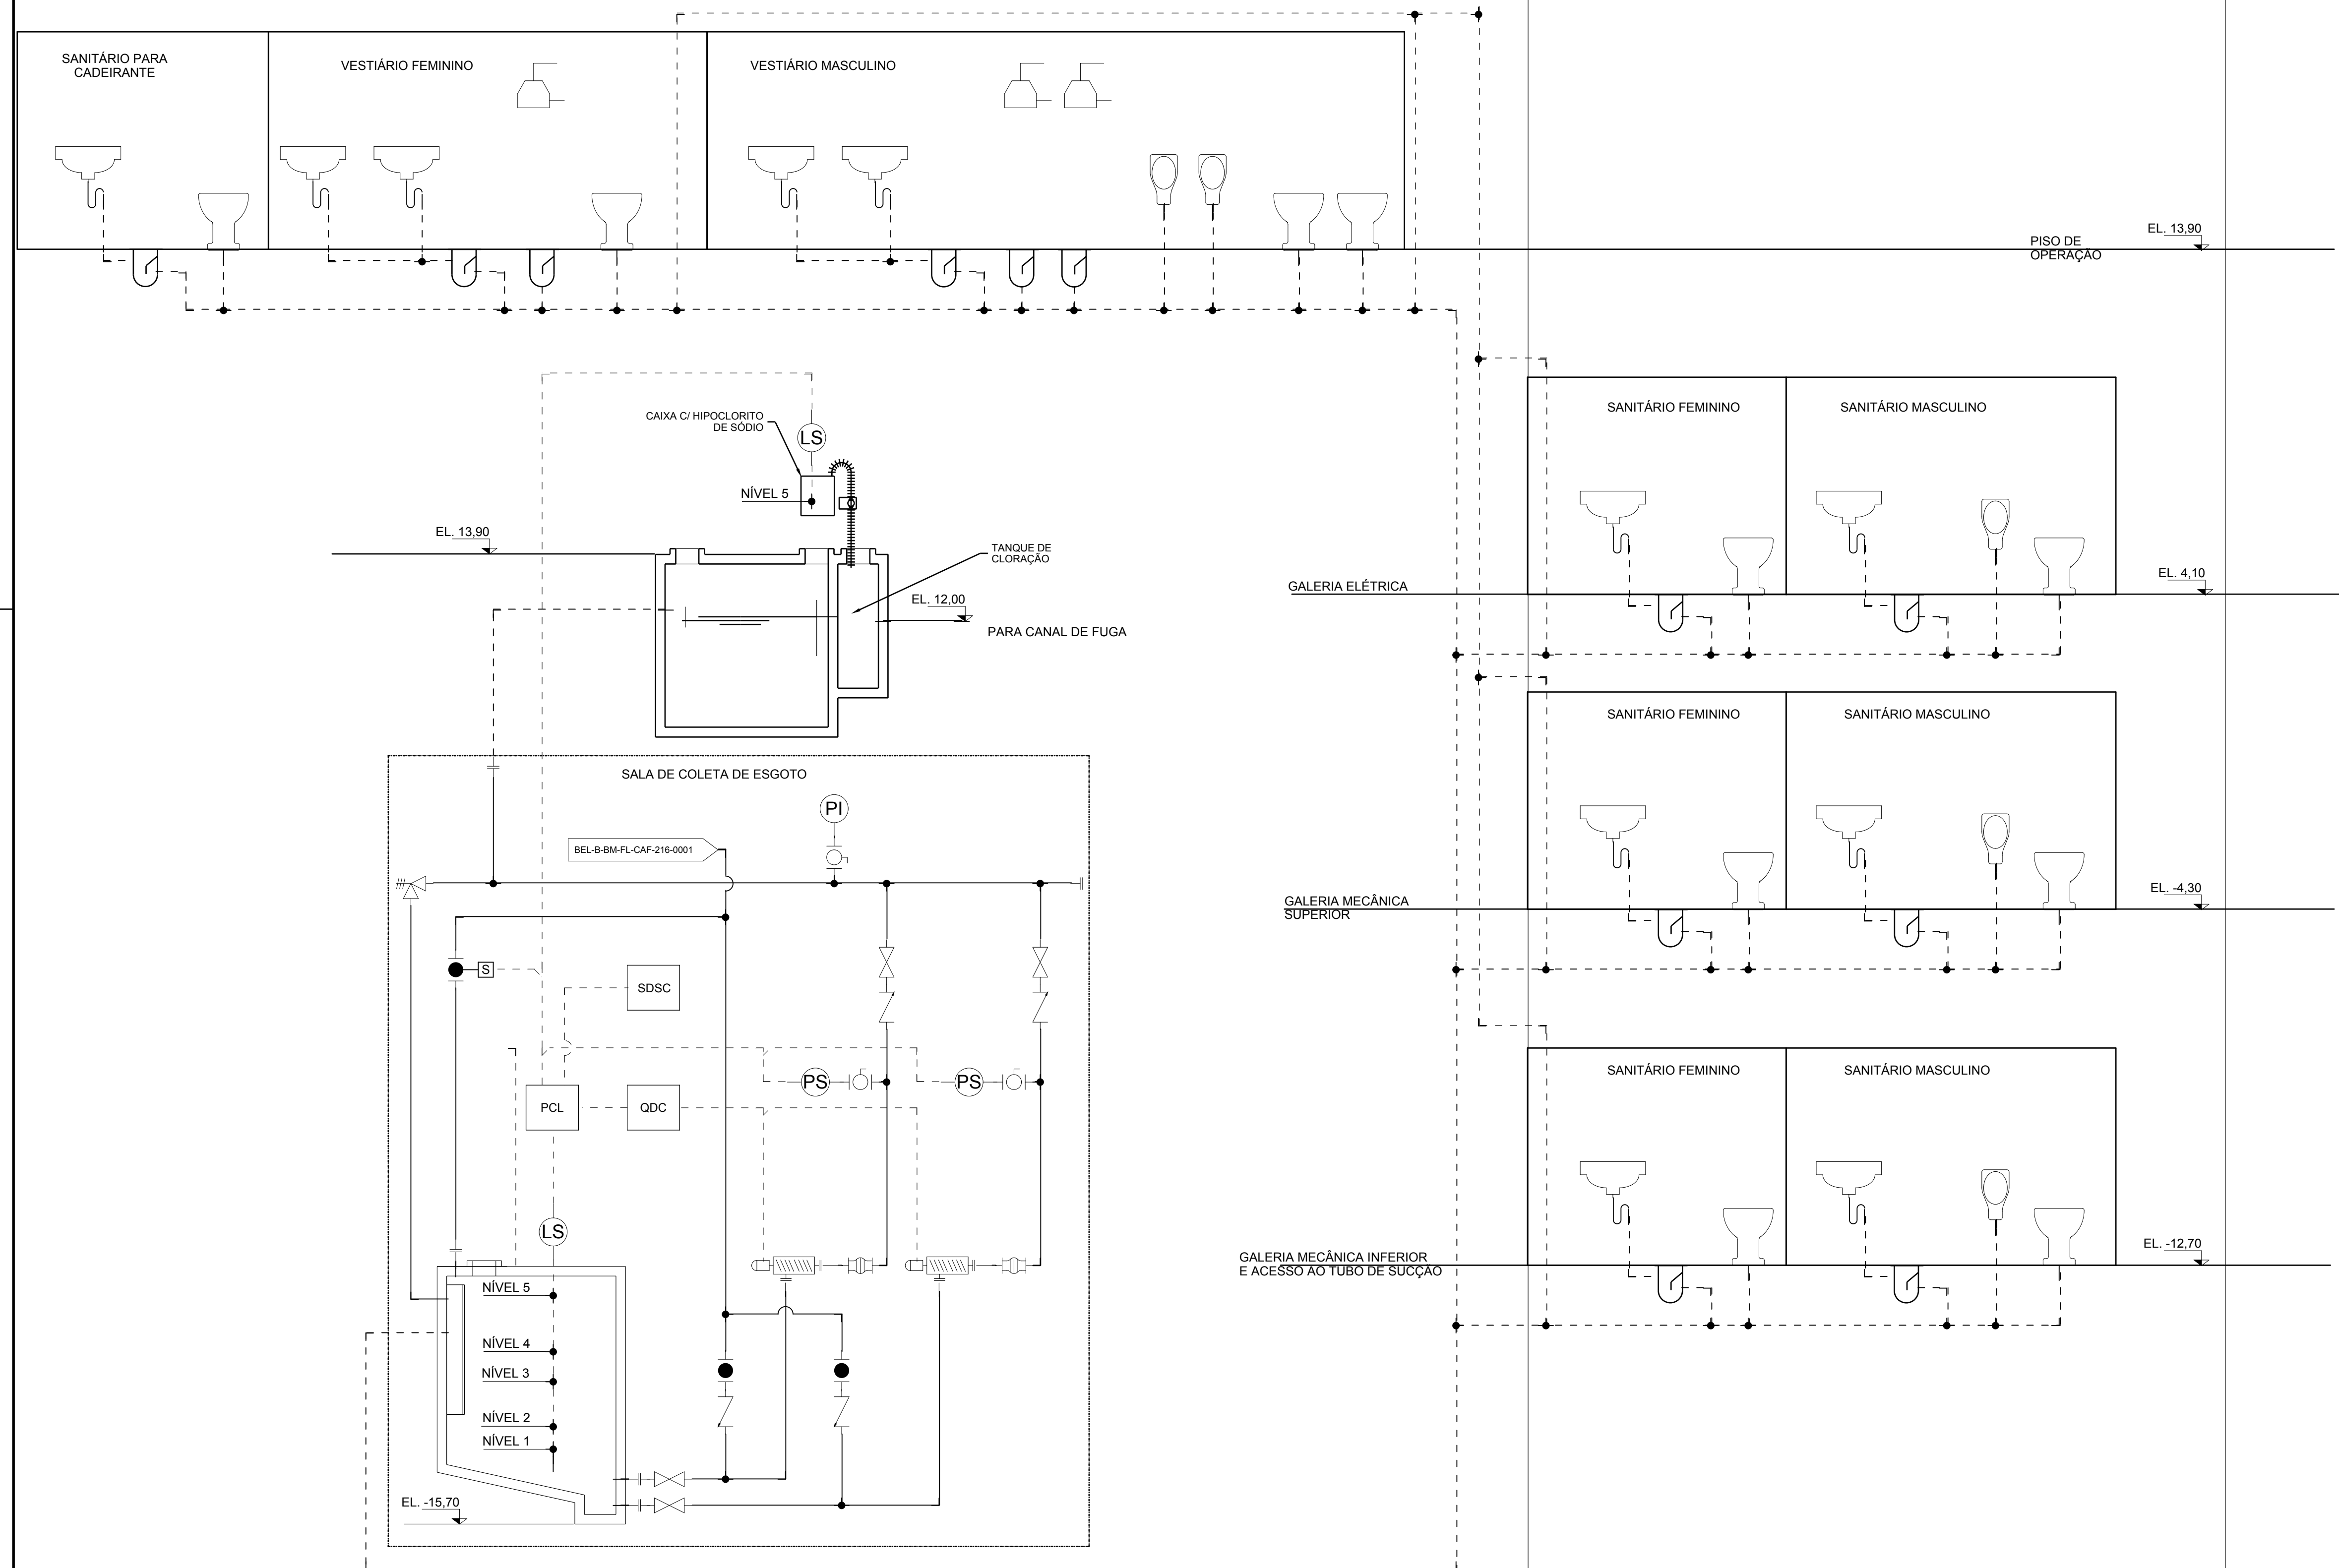 SANITÁRIO PARA
CADEIRANTE
VESTIÁRIO FEMININO
VESTIÁRIO MASCULINO
PISO DE
OPERAÇÃO
EL. 13,90
CAIXA C/ HIPOCLORITO
DE SÓDIO
LS
NÍVEL 5
EL. 13,90
TANQUE DE
CLORAÇÃO
EL. 12,00
PARA CANAL DE FUGA
SANITÁRIO FEMININO
SANITÁRIO MASCULINO
GALERIA ELÉTRICA
EL. 4,10
SANITÁRIO FEMININO
SANITÁRIO MASCULINO
GALERIA MECÂNICA
SUPERIOR
EL. -4,30
SANITÁRIO FEMININO
SANITÁRIO MASCULINO
GALERIA MECÂNICA INFERIOR
E ACESSO AO TUBO DE SUCÇÃO
EL. -12,70
SALA DE COLETA DE ESGOTO
PI
BEL-B-BM-FL-CAF-216-0001
S
SDSC
PS
PS
PCL
QDC
LS
NÍVEL 5
NÍVEL 4
NÍVEL 3
NÍVEL 2
NÍVEL 1
EL. -15,70